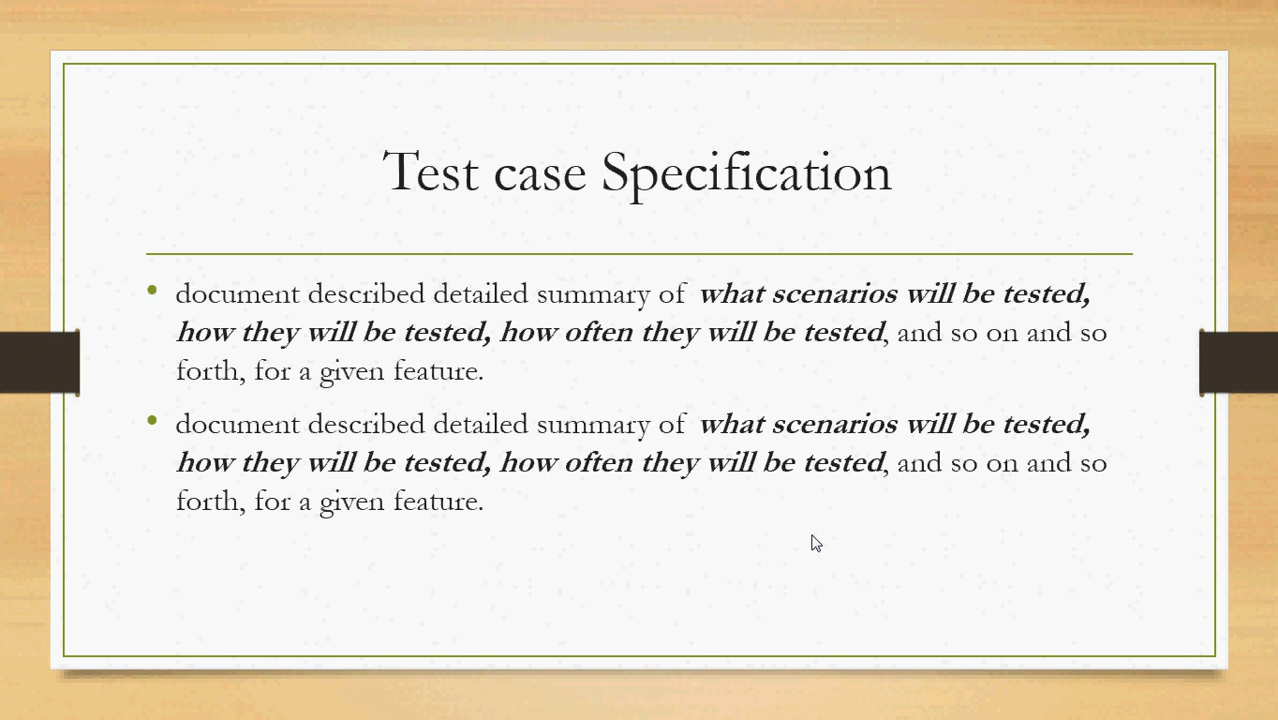 Test case Specification
• document described detailed summary of what scenarios will be tested,
how they will be tested, how often they will be tested, and so on and so
forth, for a given feature.
• document described detailed summary of what scenarios will be tested,
how they will be tested, how often they will be tested, and so on and so
forth, for a given feature.